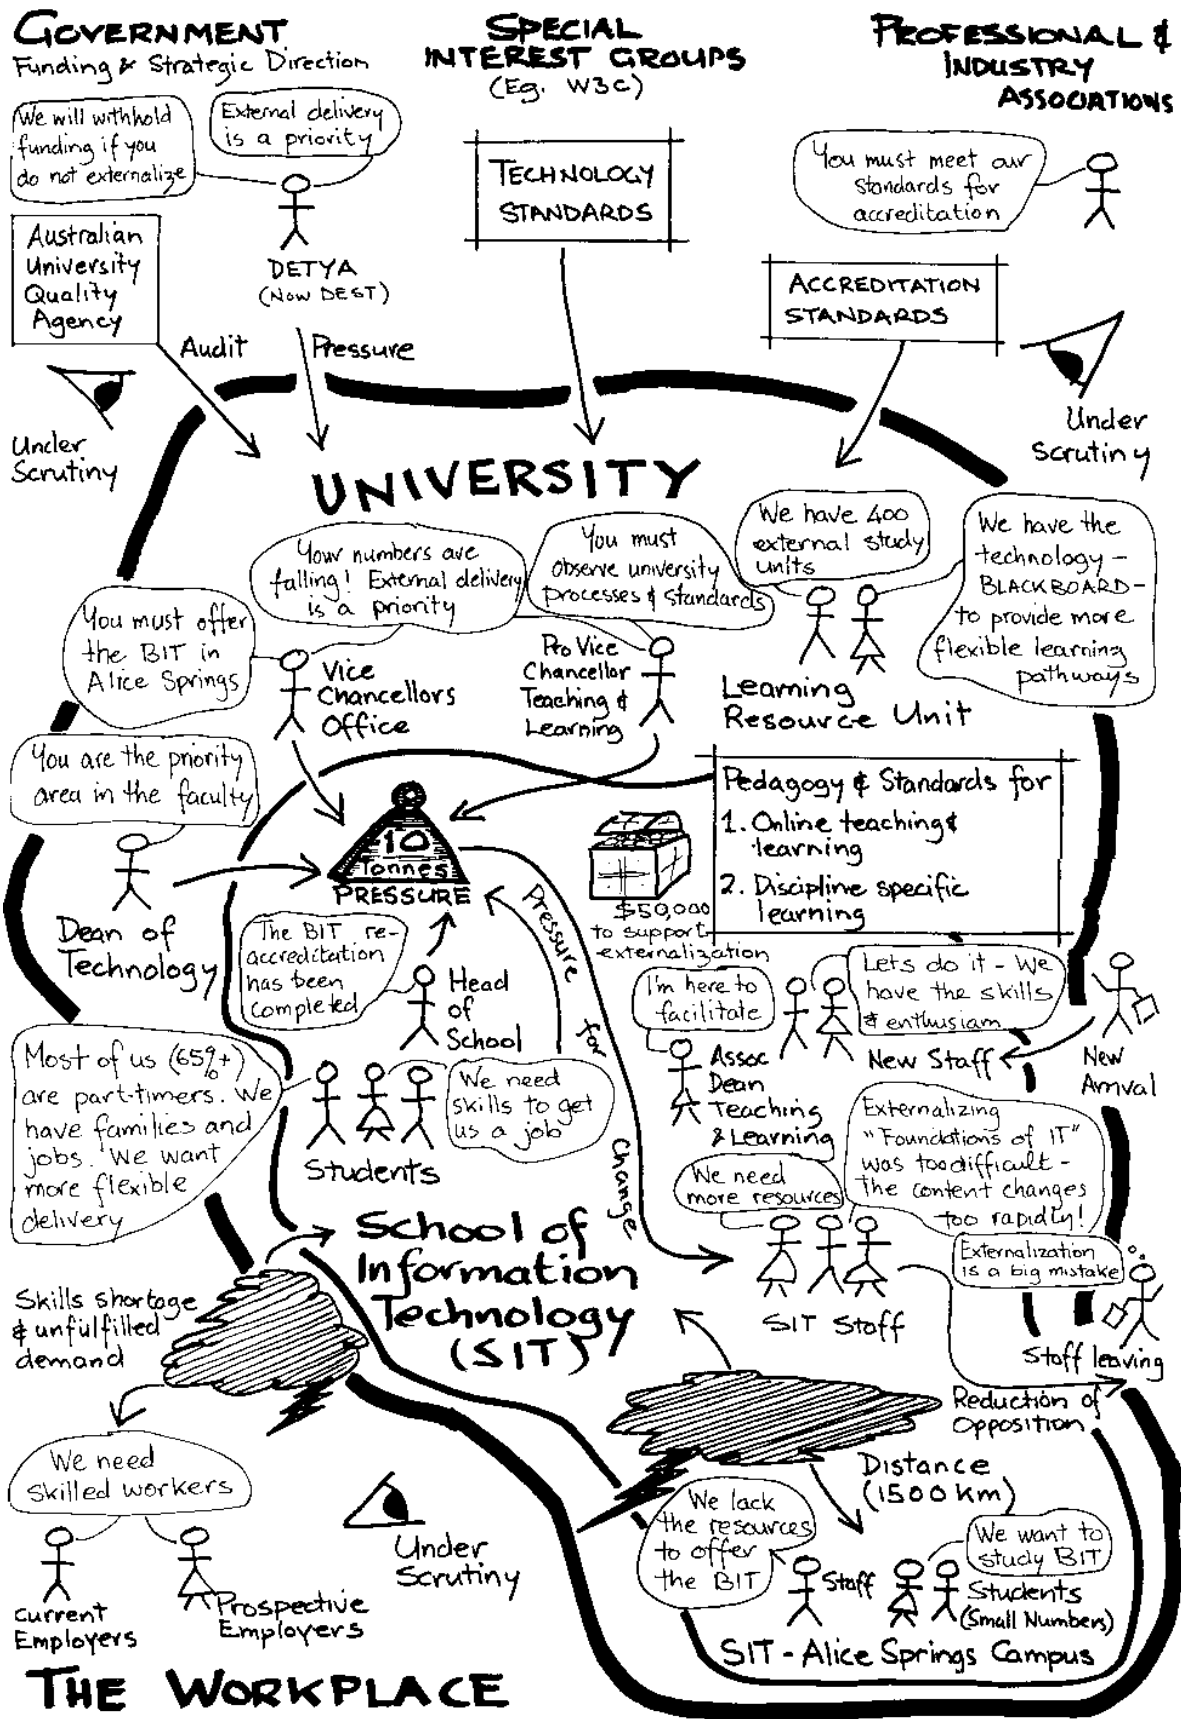 GOVERNMENT
Funding & Strategic Direction
SPECIAL
INTEREST GROUPS
(Eg. W3C)
PROFESSIONAL &
INDUSTRY
ASSOCIATIONS
We will withhold
funding if you
do not externalize
External delivery
is a priority
DETYA
(NOW DEST)
TECHNOLOGY
STANDARDS
You must meet our
standards for
accreditation
Australian
University
Quality
Agency
ACCREDITATION
STANDARDS
Audit
Pressure
Under
Scrutiny
Under
Scrutiny
UNIVERSITY
You must offer
the BIT in
Alice Springs
Your numbers are
falling! External delivery
is a priority
You must
observe university
processes & standards
We have 400
external study
units
We have the
technology -
BLACKBOARD -
to provide more
flexible learning
pathways
Vice
Chancellors
Office
Pro Vice
Chancellor
Teaching &
Learning
Learning
Resource Unit
You are the priority
area in the faculty
Dean of
Technology
10
Tonnes
PRESSURE
Pressure
for
Change
$50,000
to support
externalization
Pedagogy & Standards for
1. Online teaching &
learning
2. Discipline specific
learning
The BIT re-
accreditation
has been
completed
Head
of
School
I'm here to
facilitate
Lets do it - We
have the skills
& enthusiam
New Staff
New
Arrival
Assoc
Dean
Teaching
& Learning
Most of us (65%+)
are part-timers. We
have families and
jobs. We want
more flexible
delivery
We need
skills to get
us a job
Students
We need
more resources
Externalizing
"Foundations of IT"
was too difficult -
the content changes
too rapidly!
Externalization
is a big mistake
SIT Staff
Staff leaving
School of
Information
Technology
(SIT)
Reduction of
Opposition
Skills shortage
& unfulfilled
demand
We need
skilled workers
Current
Employers
Prospective
Employers
Under
Scrutiny
THE WORKPLACE
Distance
(1500 km)
We lack
the resources
to offer
the BIT
Staff
We want to
study BIT
Students
(Small Numbers)
SIT - Alice Springs Campus